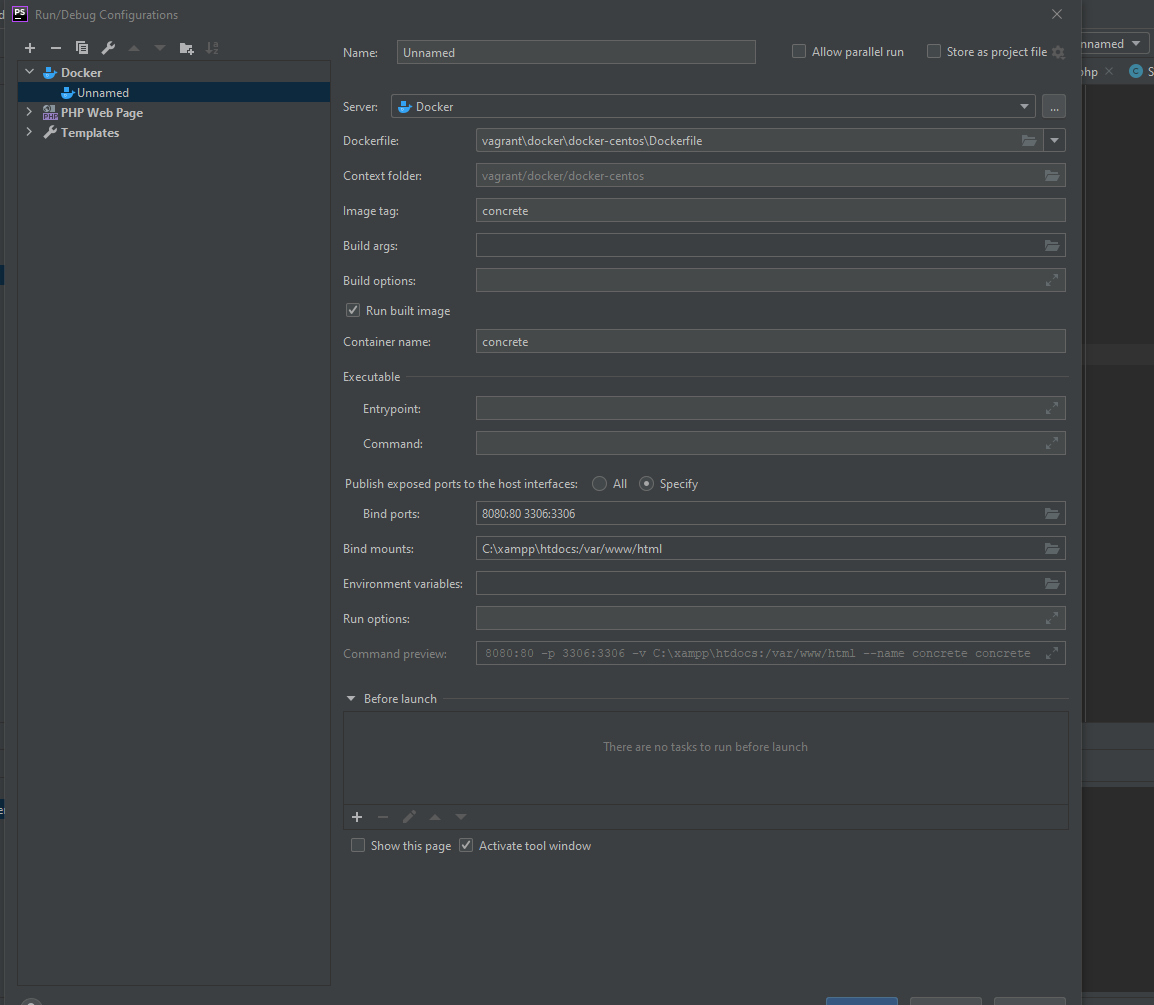 PS Run/Debug Configurations
Docker
Unnamed
PHP Web Page
Templates
Name: Unnamed Allow parallel run Store as project file
Server: Docker ...
Dockerfile: vagrant\docker\docker-centos\Dockerfile
Context folder: vagrant/docker/docker-centos
Image tag: concrete
Build args:
Build options:
Run built image
Container name: concrete
Executable
Entrypoint:
Command:
Publish exposed ports to the host interfaces: All Specify
Bind ports: 8080:80 3306:3306
Bind mounts: C:\xampp\htdocs:/var/www/html
Environment variables:
Run options:
Command preview: 8080:80 -p 3306:3306 -v C:\xampp\htdocs:/var/www/html --name concrete concrete
Before launch
There are no tasks to run before launch
Show this page Activate tool window
nnamed
hp C S